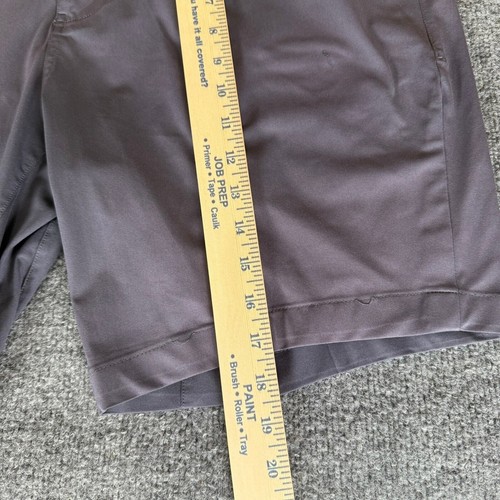 7
u have it all covered?
8
9
10
11
12
JOB PREP
• Primer • Tape • Caulk
13
14
15
16
17
18
PAINT
• Brush • Roller • Tray
19
20